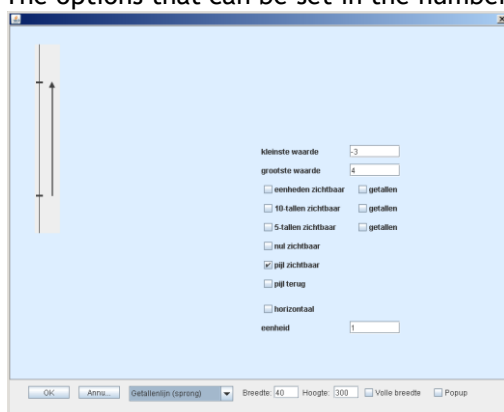 The options that can be set in the number
kleinste waarde -3
grootste waarde 4
eenheden zichtbaar getallen
10-tallen zichtbaar getallen
5-tallen zichtbaar getallen
nul zichtbaar
pijl zichtbaar
pijl terug
horizontaal
eenheid 1
OK Annu... Getallenlijn (sprong) Breedte: 40 Hoogte: 300 Volle breedte Popup